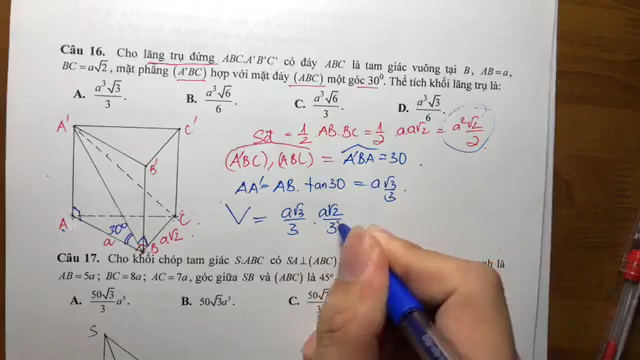 Câu 16. Cho lăng trụ đứng ABC.A'B'C' có đáy ABC là tam giác vuông tại B, AB=a,
BC=a√2, mặt phẳng (A'BC) hợp với mặt đáy (ABC) một góc 30⁰. Thể tích khối lăng trụ là:
A. a³√3/3. B. a³√6/6. C. a³√6/3. D. a³√3/6.
Sđ = 1/2 . AB . BC = 1/2 . a . a√2 = a²√2/2
(A'BC), (ABC) = A'BA = 30
AA' = AB . tan 30 = a√3/3
V = a√3/3 . a√2/3
A'
C'
B'
A
30⁰
C
a
B
a√2
Câu 17. Cho khối chóp tam giác S.ABC có SA⊥(ABC), là
AB=5a; BC=8a; AC=7a, góc giữa SB và (ABC) là 45°
A. 50√3/3 a³. B. 50√3a³. C.
S